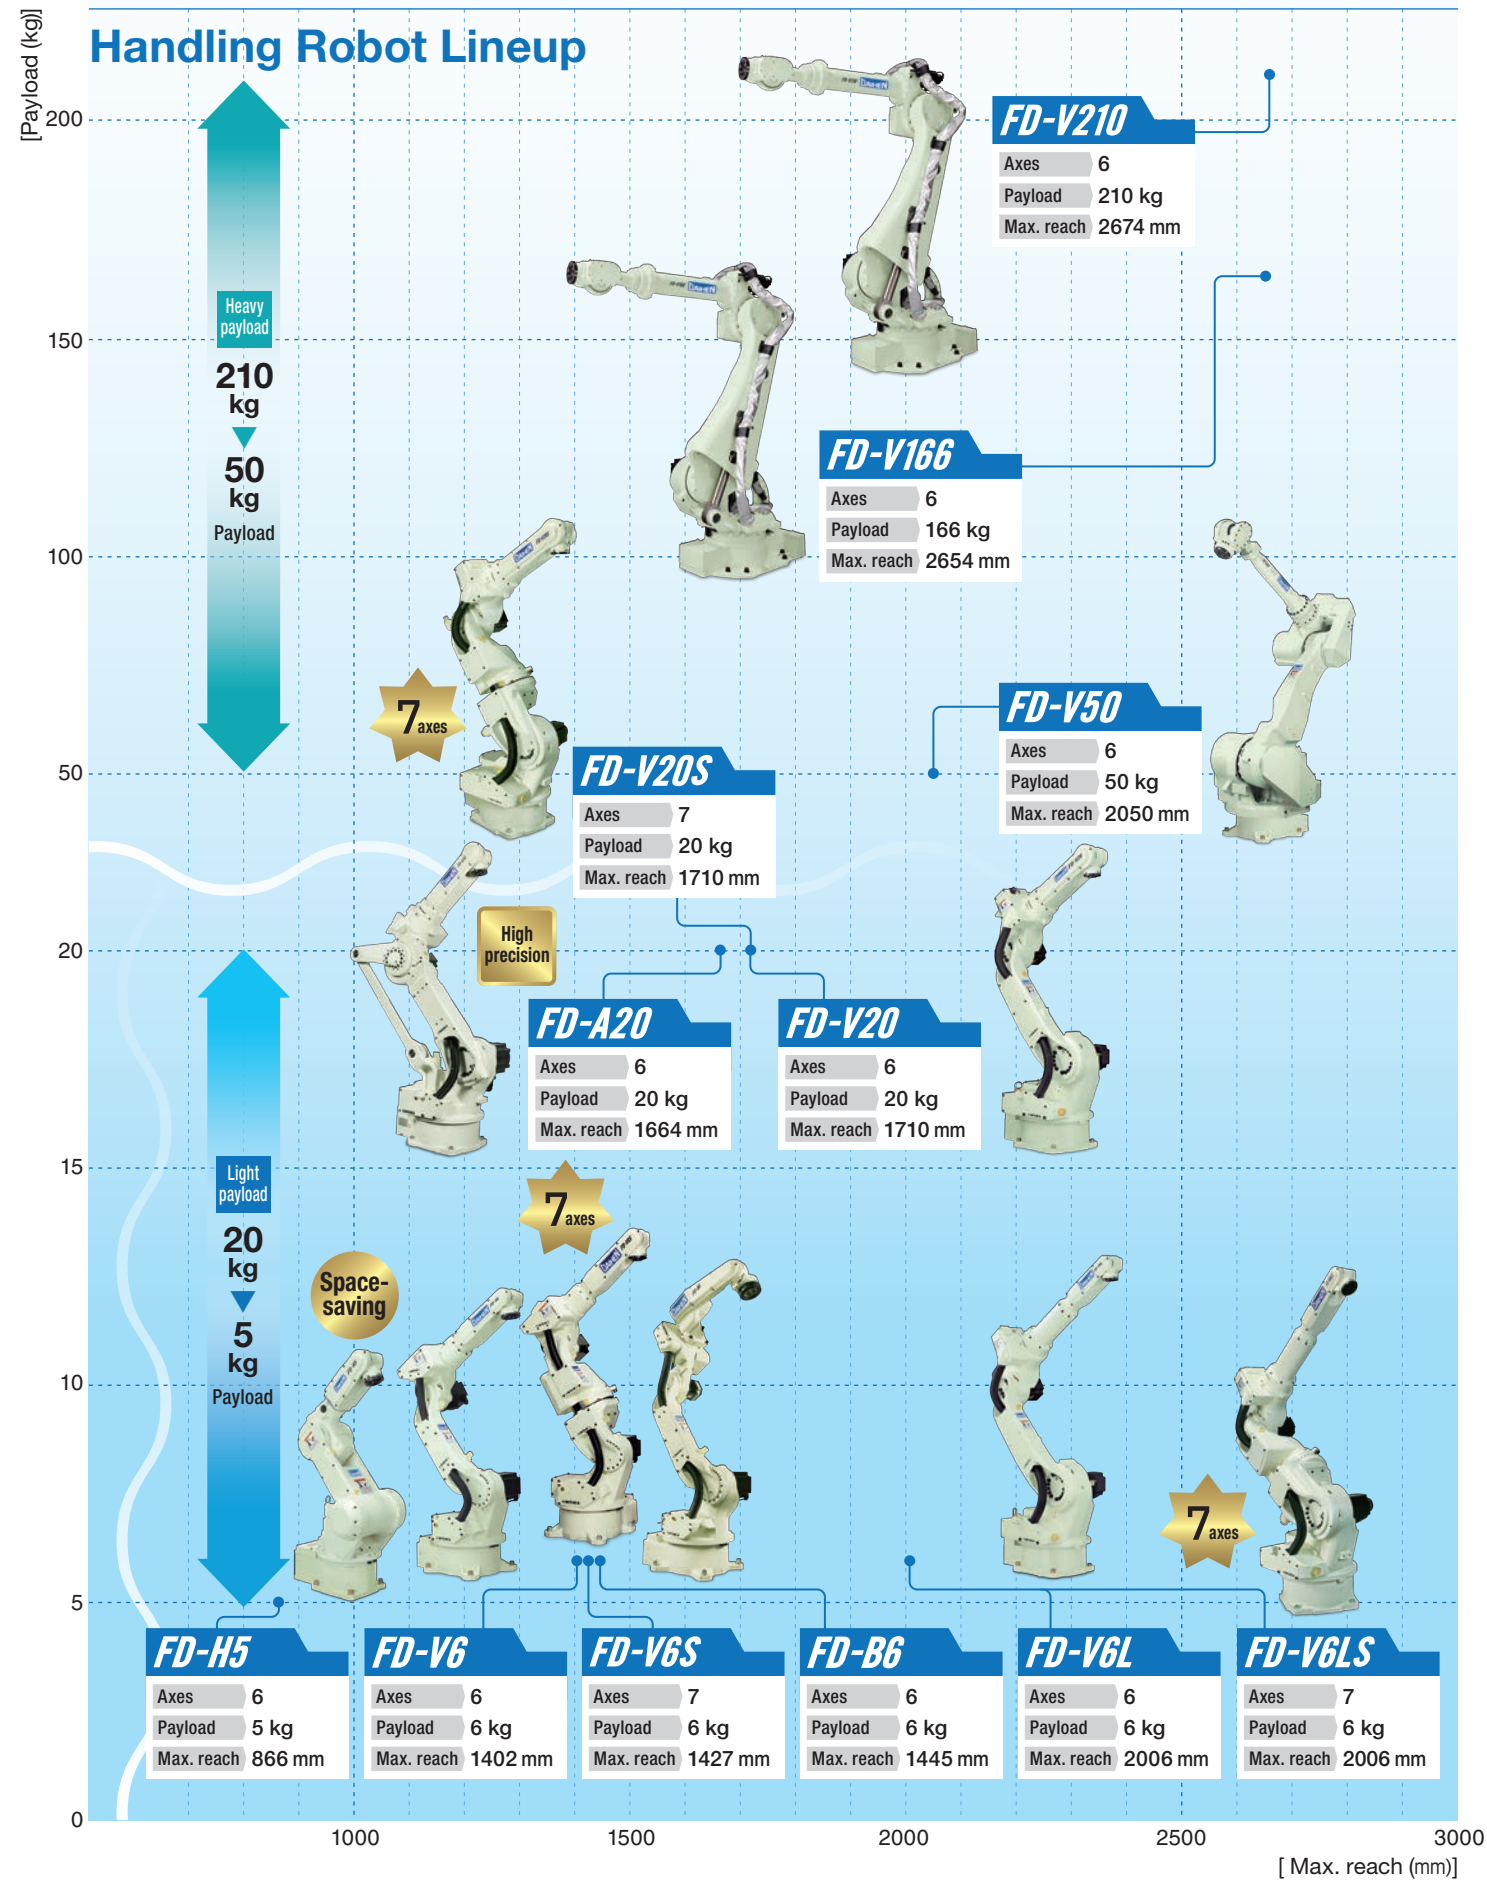 [Payload (kg)]
Handling Robot Lineup
200
150
100
50
20
15
10
5
0
Heavy
payload
210
kg
50
kg
Payload
FD-V210
Axes 6
Payload 210 kg
Max. reach 2674 mm
FD-V166
Axes 6
Payload 166 kg
Max. reach 2654 mm
7 axes
FD-V50
Axes 6
Payload 50 kg
Max. reach 2050 mm
FD-V20S
Axes 7
Payload 20 kg
Max. reach 1710 mm
High
precision
FD-A20
Axes 6
Payload 20 kg
Max. reach 1664 mm
FD-V20
Axes 6
Payload 20 kg
Max. reach 1710 mm
Light
payload
20
kg
5
kg
Payload
Space-
saving
7 axes
7 axes
FD-H5
Axes 6
Payload 5 kg
Max. reach 866 mm
FD-V6
Axes 6
Payload 6 kg
Max. reach 1402 mm
FD-V6S
Axes 7
Payload 6 kg
Max. reach 1427 mm
FD-B6
Axes 6
Payload 6 kg
Max. reach 1445 mm
FD-V6L
Axes 6
Payload 6 kg
Max. reach 2006 mm
FD-V6LS
Axes 7
Payload 6 kg
Max. reach 2006 mm
1000
1500
2000
2500
3000
[ Max. reach (mm)]
DAIHEN
DAIHEN
DAIHEN